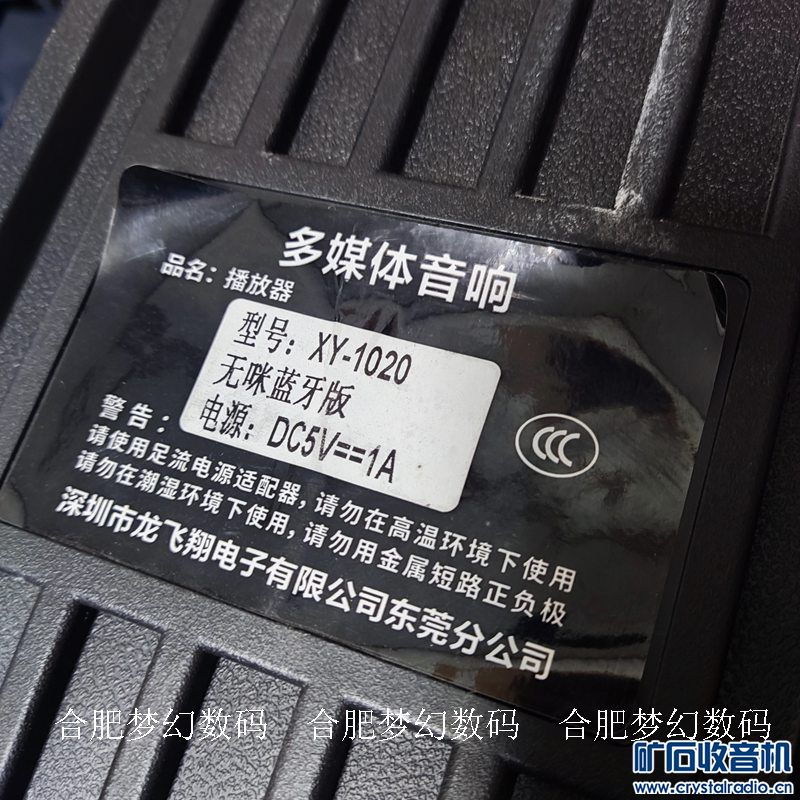 多媒体音响
品名：播放器
型号：XY-1020
无咪蓝牙版
电源：DC5V==1A
警告：
请使用足流电源适配器，请勿在高温环境下使用
请勿在潮湿环境下使用，请勿用金属短路正负极
深圳市龙飞翔电子有限公司东莞分公司
CCC
合肥梦幻数码 合肥梦幻数码 合肥梦幻数码
矿石收音机
www.crystalradio.cn